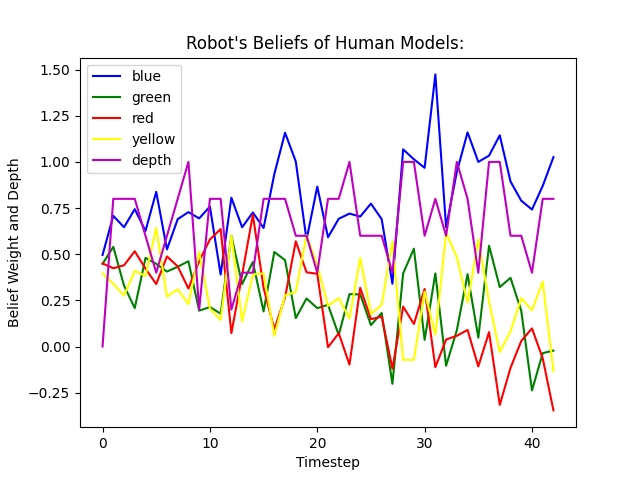 Robot's Beliefs of Human Models:
blue
green
red
yellow
depth
1.50
1.25
1.00
0.75
0.50
0.25
0.00
−0.25
Belief Weight and Depth
0 10 20 30 40
Timestep